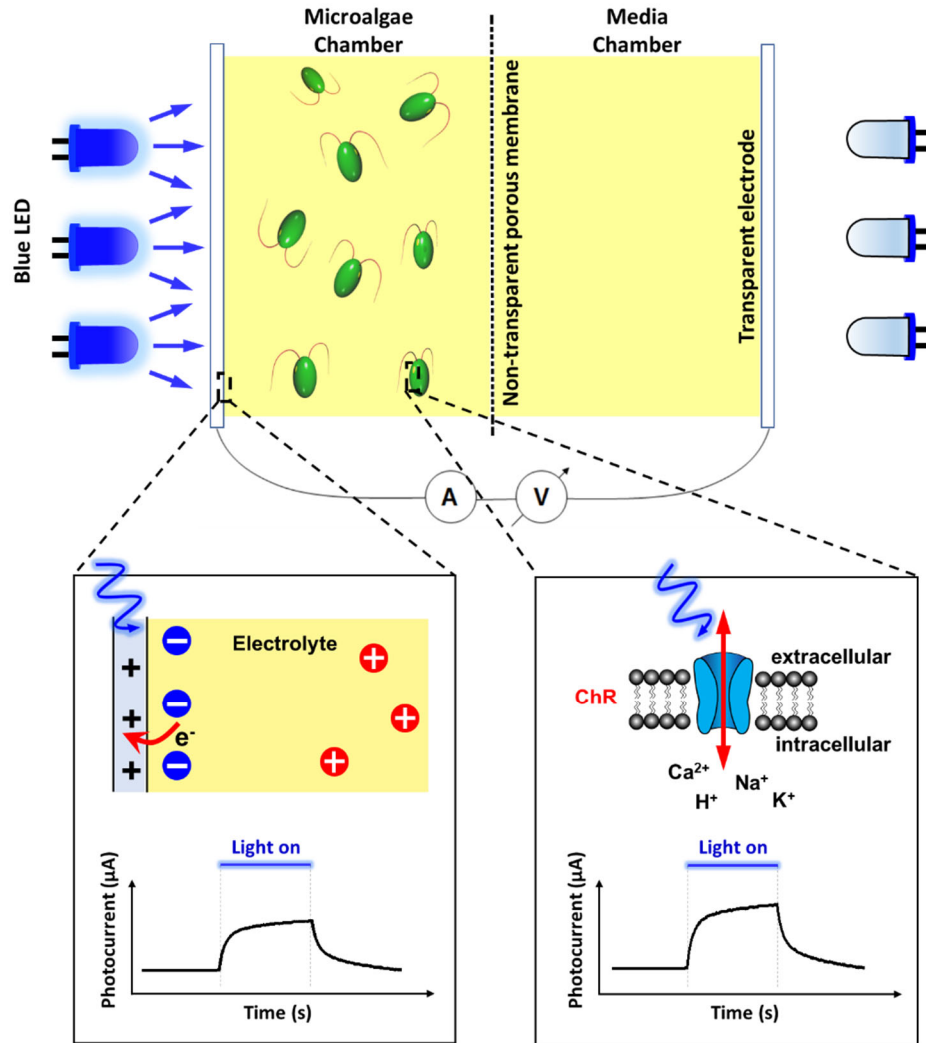 Microalgae
Chamber
Media
Chamber
Blue LED
Non-transparent porous membrane
Transparent electrode
A
V
Electrolyte
e-
+
+
+
−
−
−
+
+
+
Light on
Photocurrent (µA)
Time (s)
ChR
extracellular
intracellular
Ca²⁺
Na⁺
H⁺
K⁺
Light on
Photocurrent (µA)
Time (s)